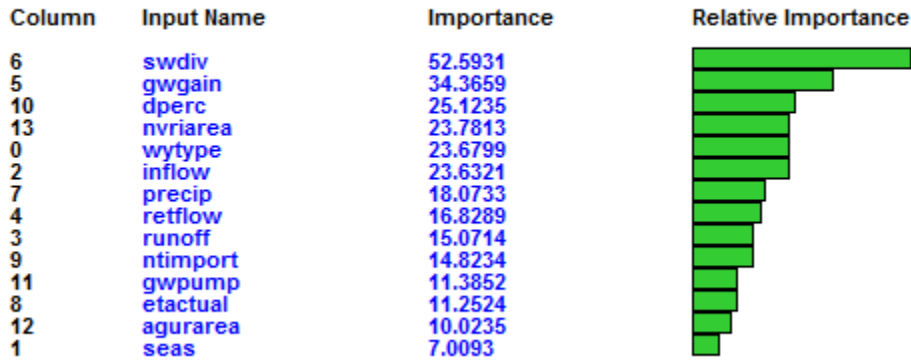 Column Input Name Importance Relative Importance
6 swdiv 52.5931
5 gwgain 34.3659
10 dperc 25.1235
13 nvriarea 23.7813
0 wytype 23.6799
2 inflow 23.6321
7 precip 18.0733
4 retflow 16.8289
3 runoff 15.0714
9 ntimport 14.8234
11 gwpump 11.3852
8 etactual 11.2524
12 agurarea 10.0235
1 seas 7.0093